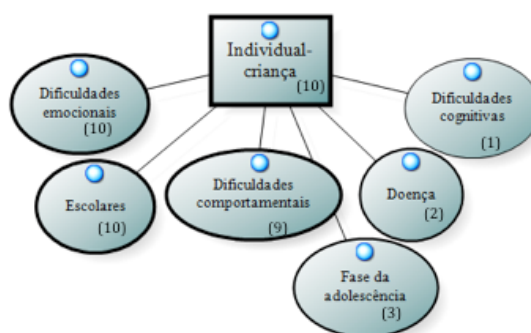 Individual-
criança
(10)
Dificuldades
emocionais
(10)
Dificuldades
cognitivas
(1)
Escolares
(10)
Dificuldades
comportamentais
(9)
Doença
(2)
Fase da
adolescência
(3)